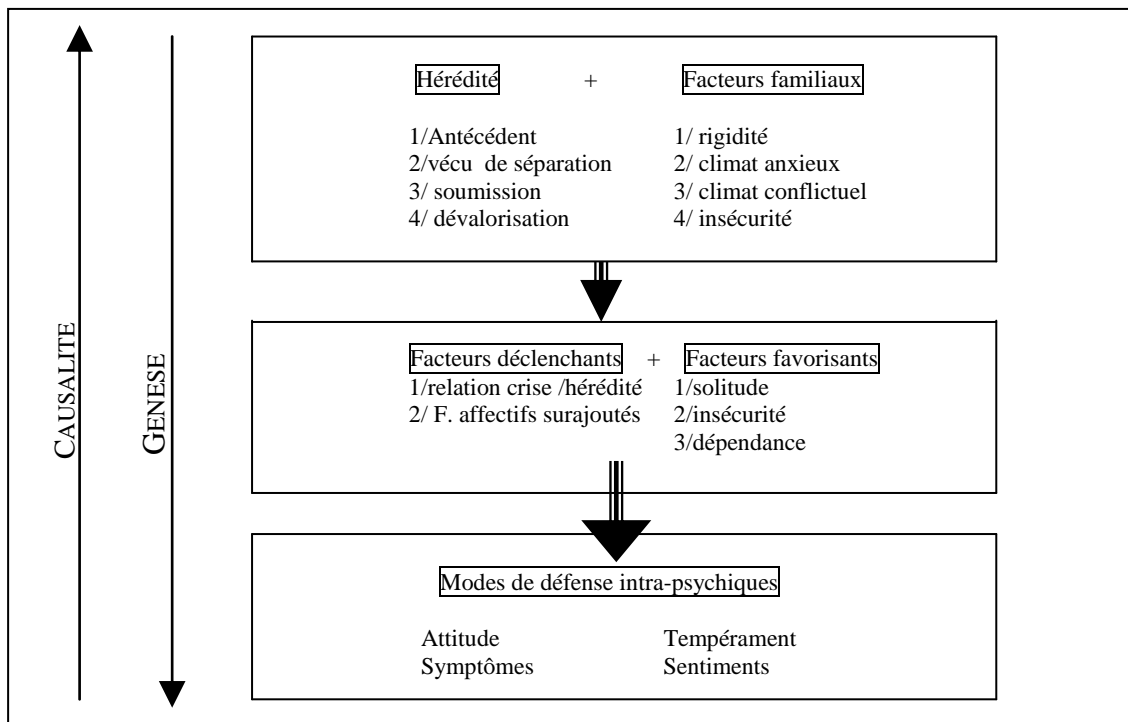 CAUSALITE
GENESE
Hérédité + Facteurs familiaux
1/Antécédent 1/ rigidité
2/vécu de séparation 2/ climat anxieux
3/ soumission 3/ climat conflictuel
4/ dévalorisation 4/ insécurité
Facteurs déclenchants + Facteurs favorisants
1/relation crise /hérédité 1/solitude
2/ F. affectifs surajoutés 2/insécurité
3/dépendance
Modes de défense intra-psychiques
Attitude Tempérament
Symptômes Sentiments